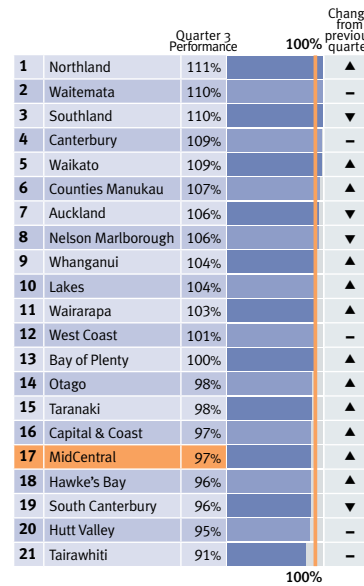 Quarter 3
Performance
100%
Chang
from
previou
quarte
1 Northland 111% ▲
2 Waitemata 110% –
3 Southland 110% ▼
4 Canterbury 109% –
5 Waikato 109% ▲
6 Counties Manukau 107% ▲
7 Auckland 106% ▼
8 Nelson Marlborough 106% ▼
9 Whanganui 104% ▲
10 Lakes 104% ▲
11 Wairarapa 103% ▲
12 West Coast 101% –
13 Bay of Plenty 100% ▲
14 Otago 98% ▲
15 Taranaki 98% ▲
16 Capital & Coast 97% ▲
17 MidCentral 97% ▲
18 Hawke's Bay 96% ▲
19 South Canterbury 96% ▼
20 Hutt Valley 95% –
21 Tairawhiti 91% –
100%